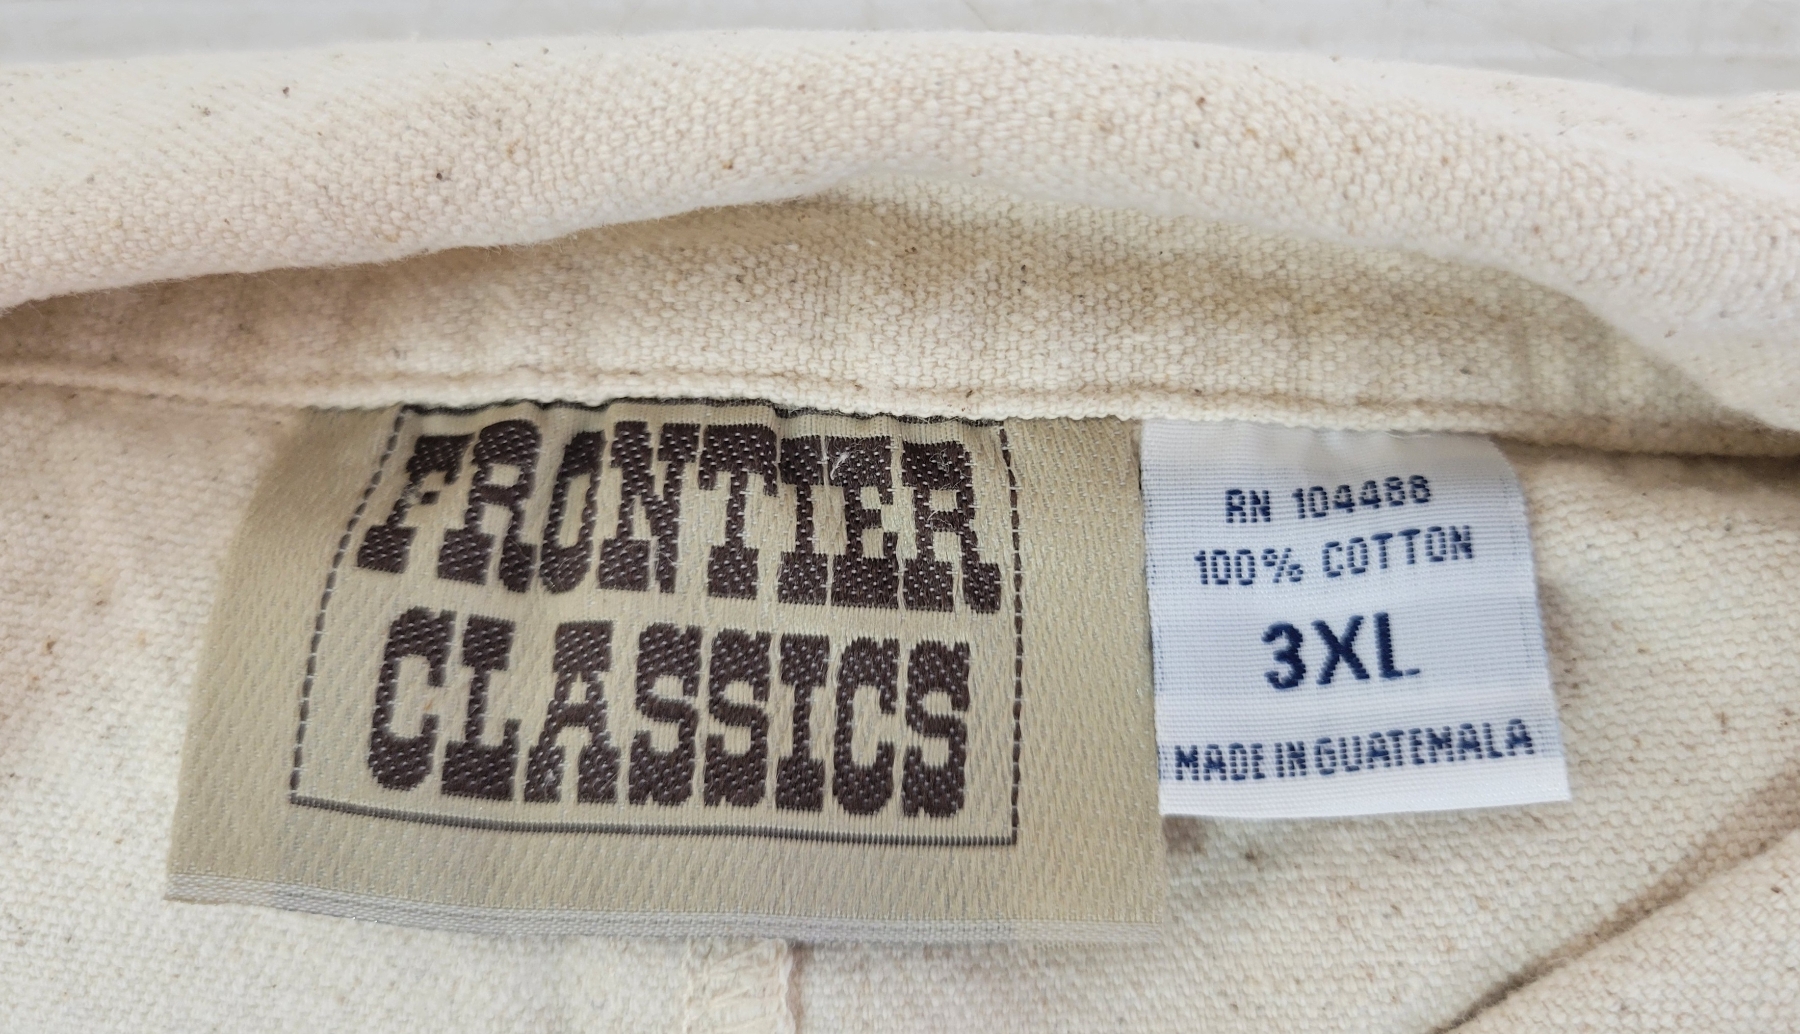 FRONTIER
CLASSICS
RN 104488
100% COTTON
3XL
MADE IN GUATEMALA